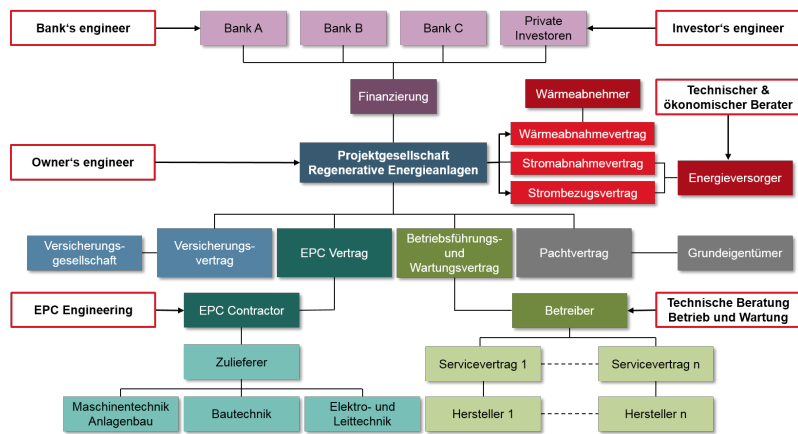 Bank's engineer
Bank A
Bank B
Bank C
Private
Investoren
Investor's engineer
Finanzierung
Wärmeabnehmer
Technischer &
ökonomischer Berater
Owner's engineer
Projektgesellschaft
Regenerative Energieanlagen
Wärmeabnahmevertrag
Stromabnahmevertrag
Strombezugsvertrag
Energieversorger
Versicherungs-
gesellschaft
Versicherungs-
vertrag
EPC Vertrag
Betriebsführungs-
und
Wartungsvertrag
Pachtvertrag
Grundeigentümer
EPC Engineering
EPC Contractor
Betreiber
Technische Beratung
Betrieb und Wartung
Zulieferer
Servicevertrag 1
Servicevertrag n
Maschinentechnik
Anlagenbau
Bautechnik
Elektro- und
Leittechnik
Hersteller 1
Hersteller n